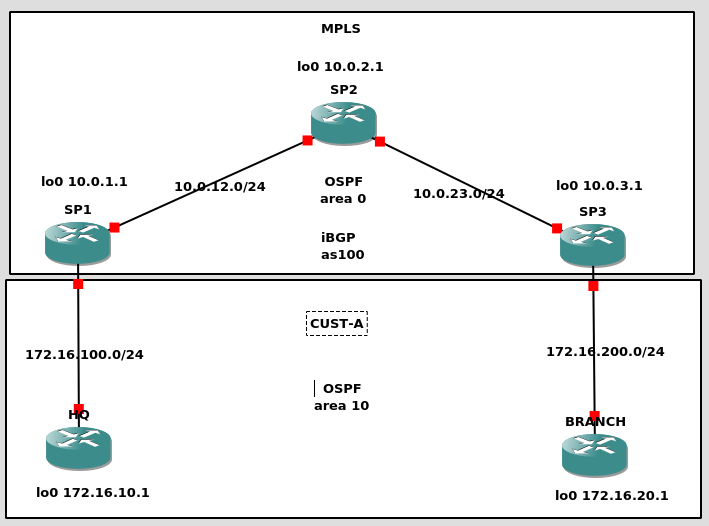 MPLS
lo0 10.0.2.1
SP2
lo0 10.0.1.1
SP1
10.0.12.0/24
OSPF
area 0
10.0.23.0/24
lo0 10.0.3.1
SP3
iBGP
as100
CUST-A
172.16.100.0/24
172.16.200.0/24
OSPF
area 10
HQ
BRANCH
lo0 172.16.10.1
lo0 172.16.20.1